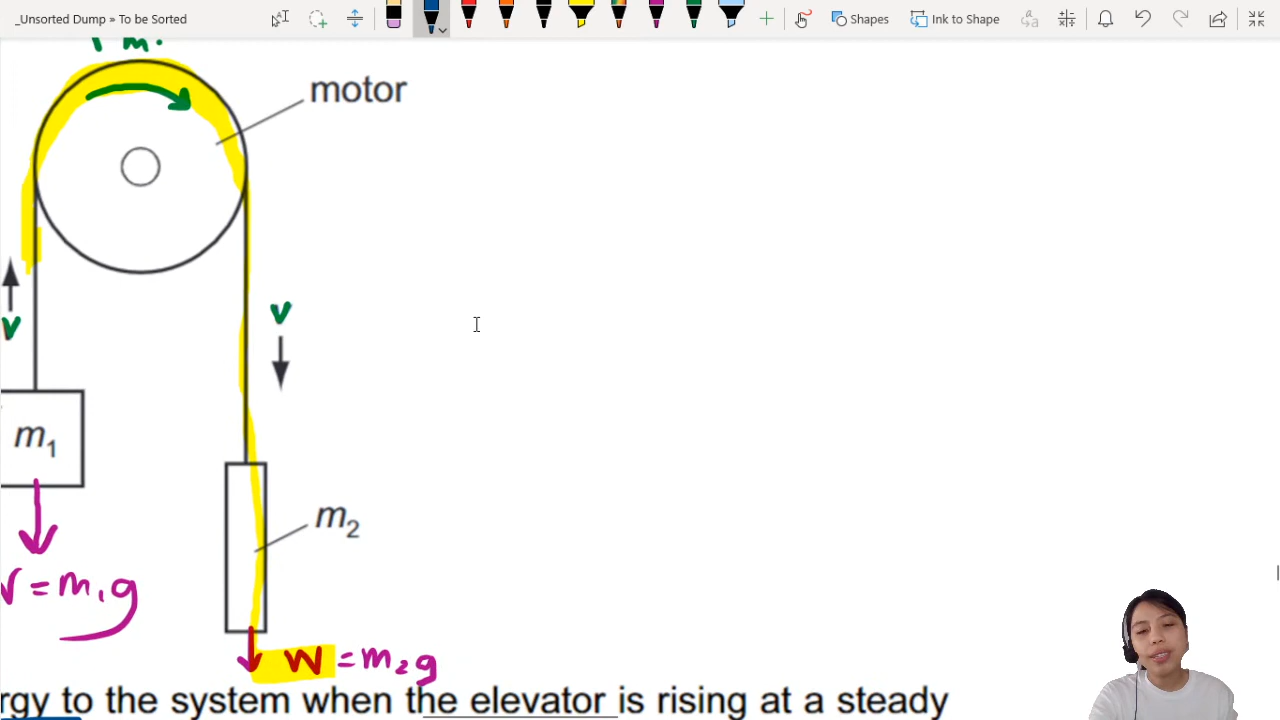 _Unsorted Dump » To be Sorted
Shapes
Ink to Shape
motor
v
v
m1
m2
= m1g
W = m2g
rgy to the system when the elevator is rising at a steady